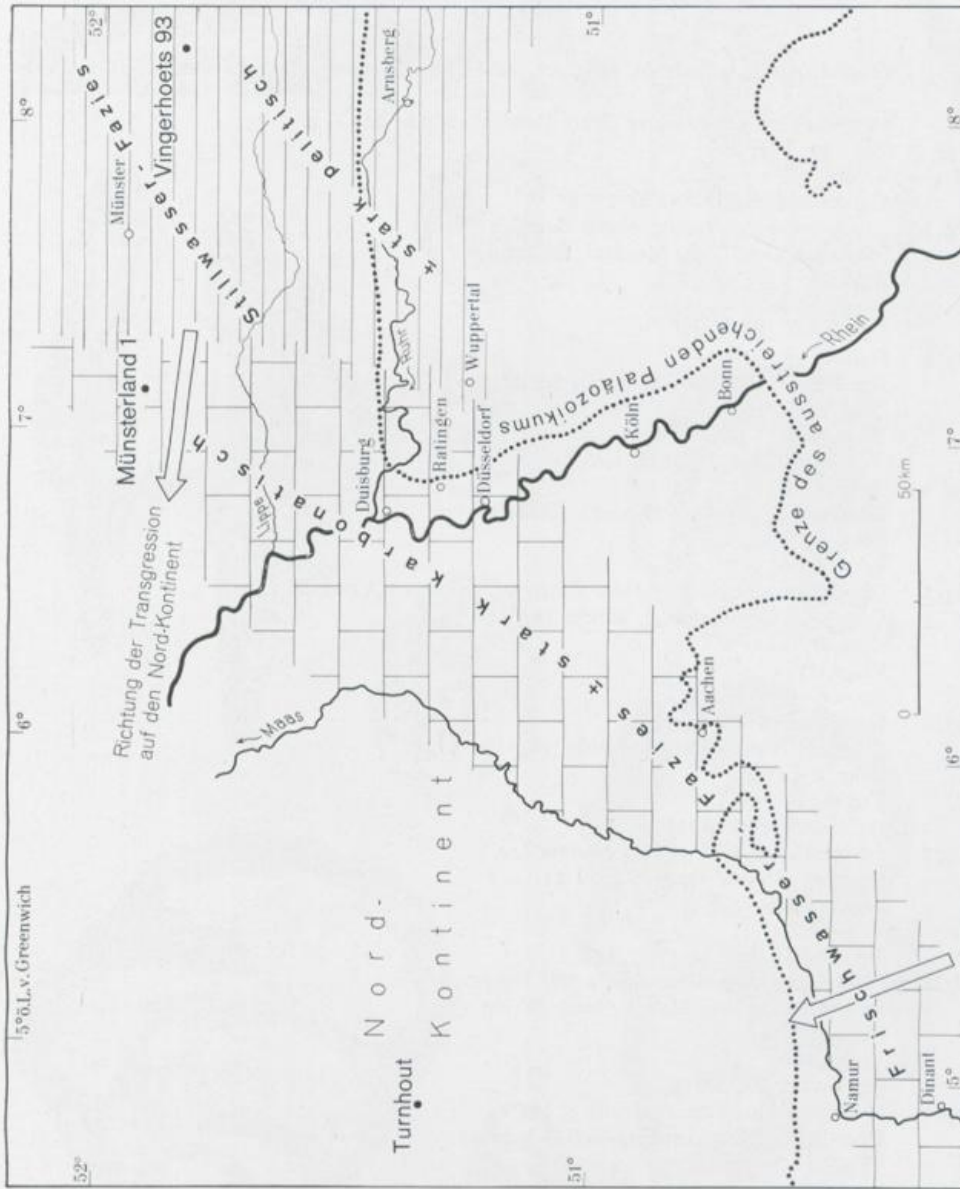 5°ö.L.v.Greenwich
6°
7°
8°
52°
52°
Richtung der Transgression
auf den Nord-Kontinent
Münsterland 1
Münster
Vingerhoets 93
Stillwasser-Fazies
± stark pelitisch
Lippe
Maas
Duisburg
Ruhr
Arnsberg
Ratingen
Wuppertal
Düsseldorf
Nord-
Kontinent
Turnhout
Frischwasser-Fazies ± stark karbonatisch
Köln
Bonn
Rhein
Grenze des ausstreichenden Paläozoikums
Aachen
51°
51°
Namur
Dinant
0
50 km
5°
6°
7°
8°